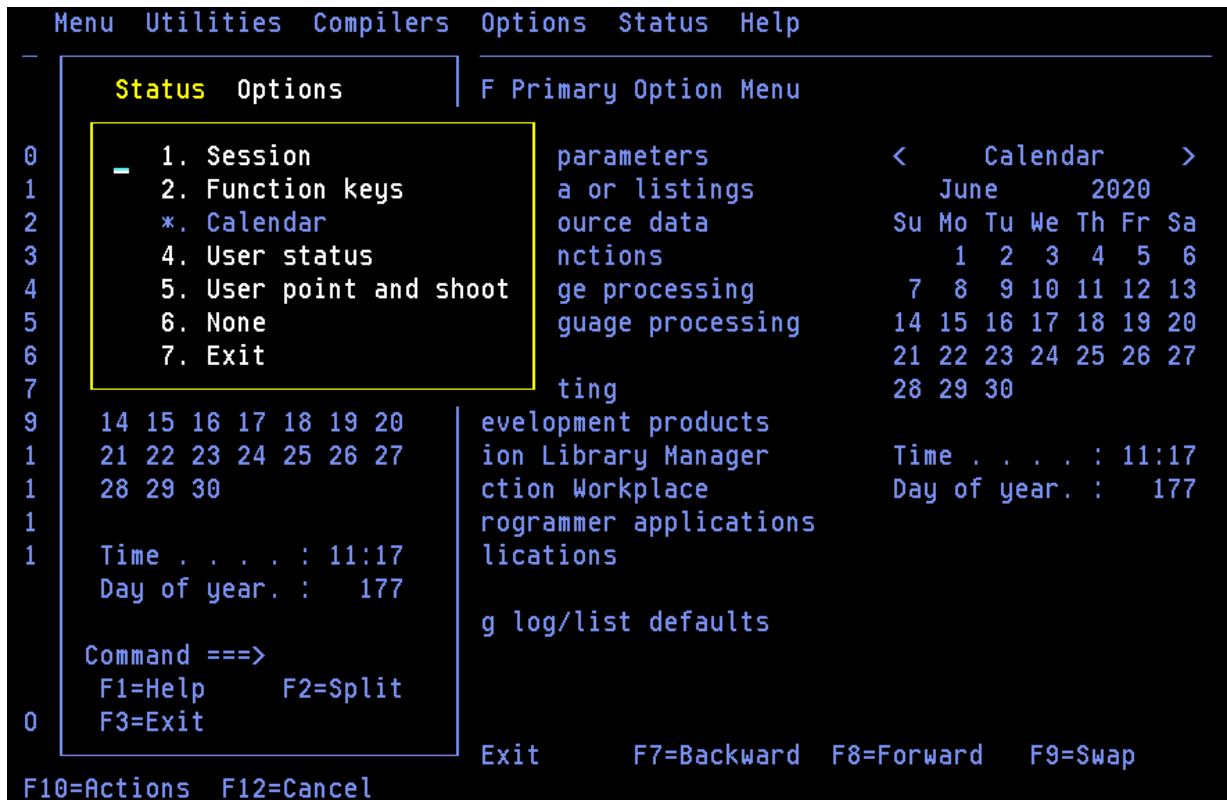 Menu  Utilities  Compilers  Options  Status  Help
Status  Options
F Primary Option Menu
0  1. Session  parameters  <  Calendar  >
1  2. Function keys  a or listings  June  2020
2  *. Calendar  ource data  Su Mo Tu We Th Fr Sa
3  4. User status  nctions  1  2  3  4  5  6
4  5. User point and shoot  ge processing  7  8  9 10 11 12 13
5  6. None  guage processing  14 15 16 17 18 19 20
6  7. Exit  21 22 23 24 25 26 27
7  ting  28 29 30
9  14 15 16 17 18 19 20  evelopment products
1  21 22 23 24 25 26 27  ion Library Manager  Time . . . . : 11:17
1  28 29 30  ction Workplace  Day of year. :  177
1  rogrammer applications
1  Time . . . . : 11:17  lications
Day of year. :  177
g log/list defaults
Command ===>
F1=Help  F2=Split
O  F3=Exit
Exit  F7=Backward  F8=Forward  F9=Swap
F10=Actions  F12=Cancel